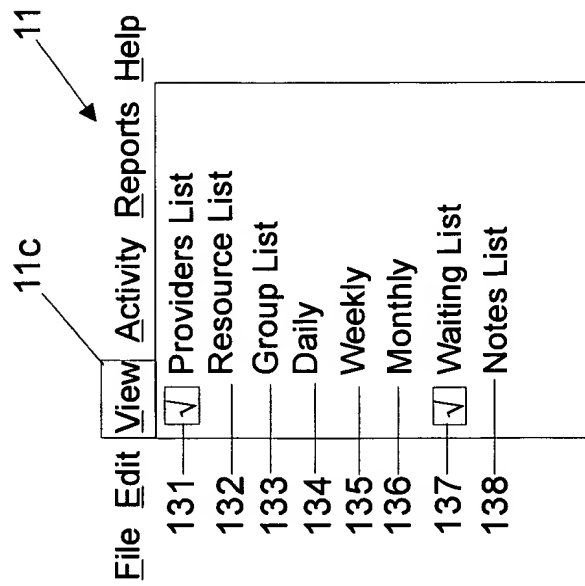 11
11c
File Edit View Activity Reports Help
131 √ Providers List
132 Resource List
133 Group List
134 Daily
135 Weekly
136 Monthly
137 √ Waiting List
138 Notes List